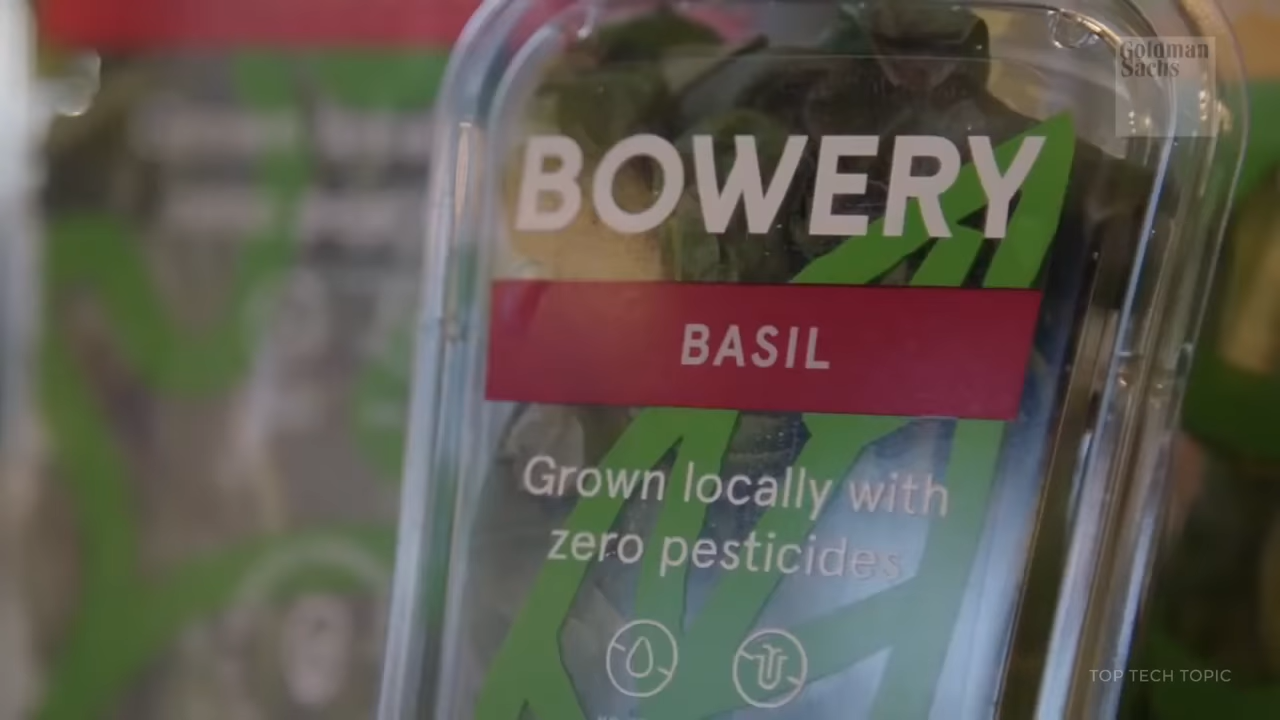 Goldman
Sachs
BOWERY
BASIL
Grown locally with
zero pesticides
TOP TECH TOPIC